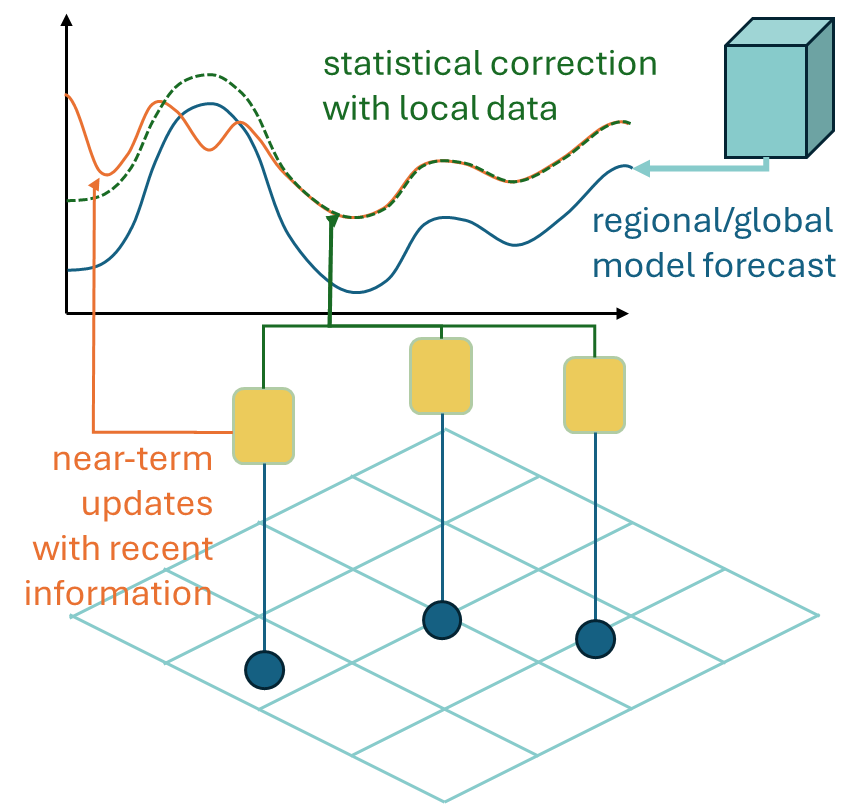 statistical correction
with local data
regional/global
model forecast
near-term
updates
with recent
information